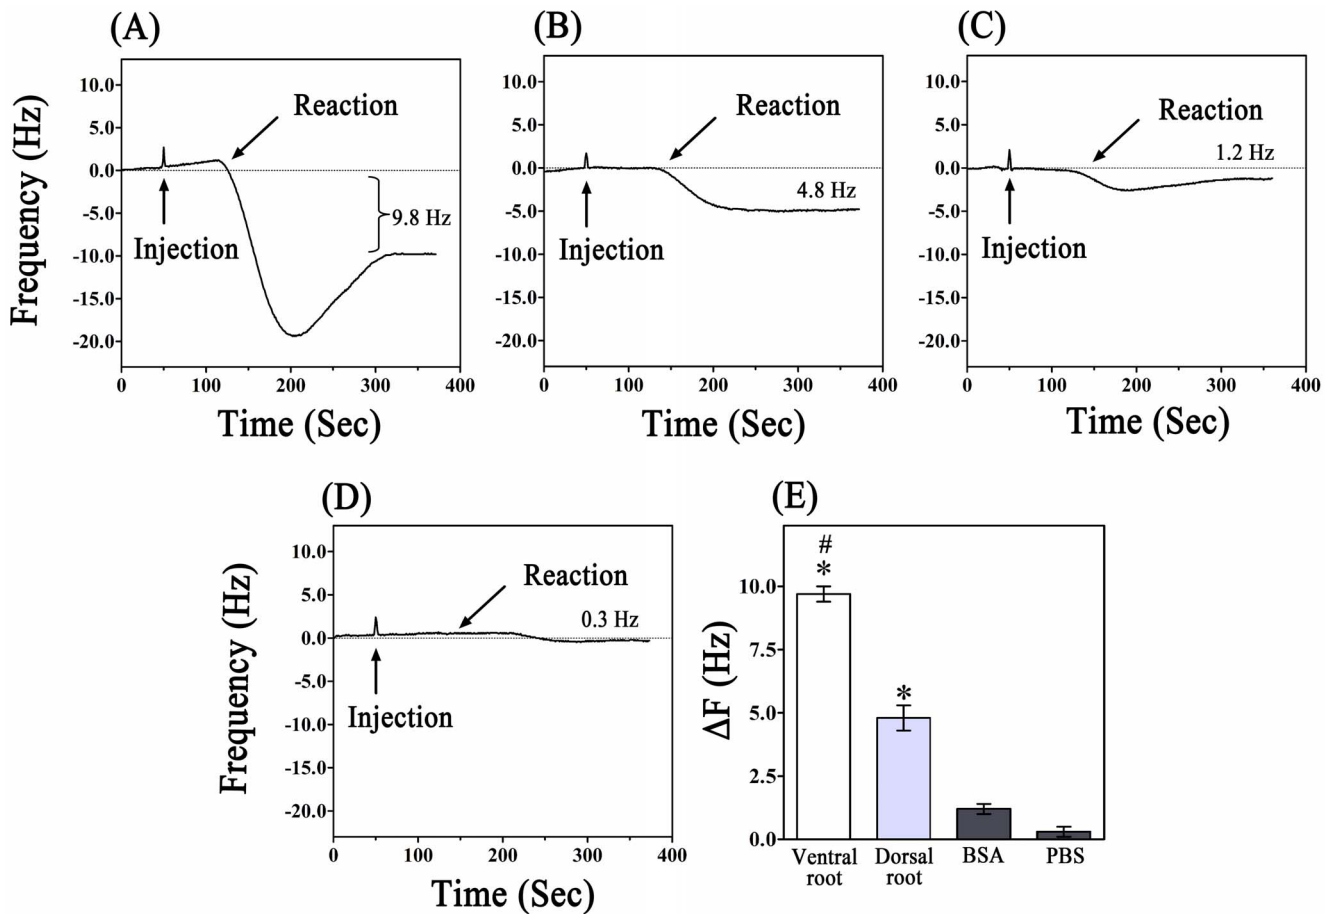 (A)
(B)
(C)
Frequency (Hz)
10.0
5.0
0.0
-5.0
-10.0
-15.0
-20.0
Reaction
Injection
9.8 Hz
0
100
200
300
400
Time (Sec)
10.0
5.0
0.0
-5.0
-10.0
-15.0
-20.0
Reaction
Injection
4.8 Hz
0
100
200
300
400
Time (Sec)
10.0
5.0
0.0
-5.0
-10.0
-15.0
-20.0
Reaction
1.2 Hz
Injection
0
100
200
300
400
Time (Sec)
(D)
Frequency (Hz)
10.0
5.0
0.0
-5.0
-10.0
-15.0
-20.0
Reaction
0.3 Hz
Injection
0
100
200
300
400
Time (Sec)
(E)
ΔF (Hz)
10.0
7.5
5.0
2.5
0.0
#
*
*
Ventral
root
Dorsal
root
BSA
PBS